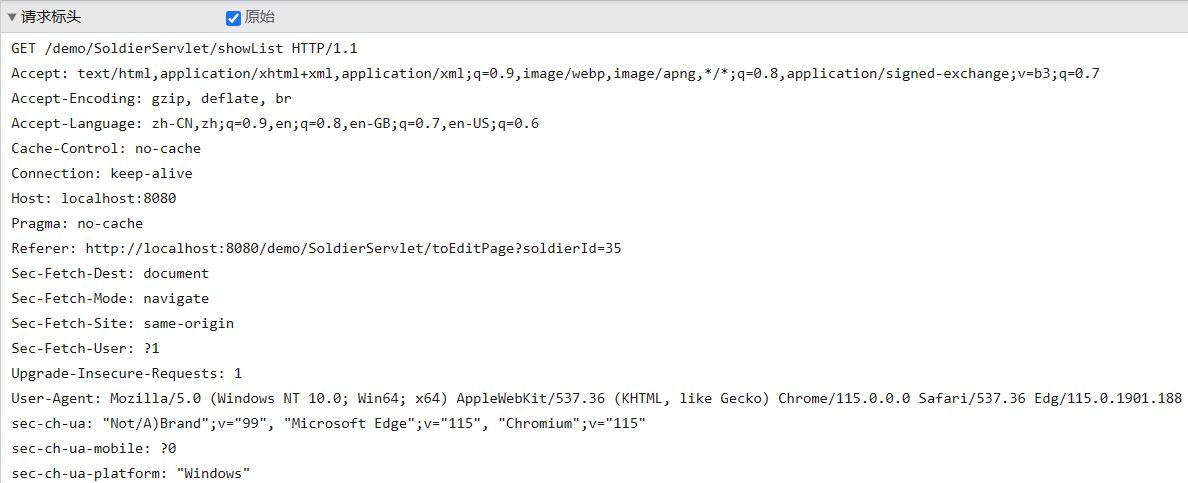 请求标头 原始
GET /demo/SoldierServlet/showList HTTP/1.1
Accept: text/html,application/xhtml+xml,application/xml;q=0.9,image/webp,image/apng,*/*;q=0.8,application/signed-exchange;v=b3;q=0.7
Accept-Encoding: gzip, deflate, br
Accept-Language: zh-CN,zh;q=0.9,en;q=0.8,en-GB;q=0.7,en-US;q=0.6
Cache-Control: no-cache
Connection: keep-alive
Host: localhost:8080
Pragma: no-cache
Referer: http://localhost:8080/demo/SoldierServlet/toEditPage?soldierId=35
Sec-Fetch-Dest: document
Sec-Fetch-Mode: navigate
Sec-Fetch-Site: same-origin
Sec-Fetch-User: ?1
Upgrade-Insecure-Requests: 1
User-Agent: Mozilla/5.0 (Windows NT 10.0; Win64; x64) AppleWebKit/537.36 (KHTML, like Gecko) Chrome/115.0.0.0 Safari/537.36 Edg/115.0.1901.188
sec-ch-ua: "Not/A)Brand";v="99", "Microsoft Edge";v="115", "Chromium";v="115"
sec-ch-ua-mobile: ?0
sec-ch-ua-platform: "Windows"